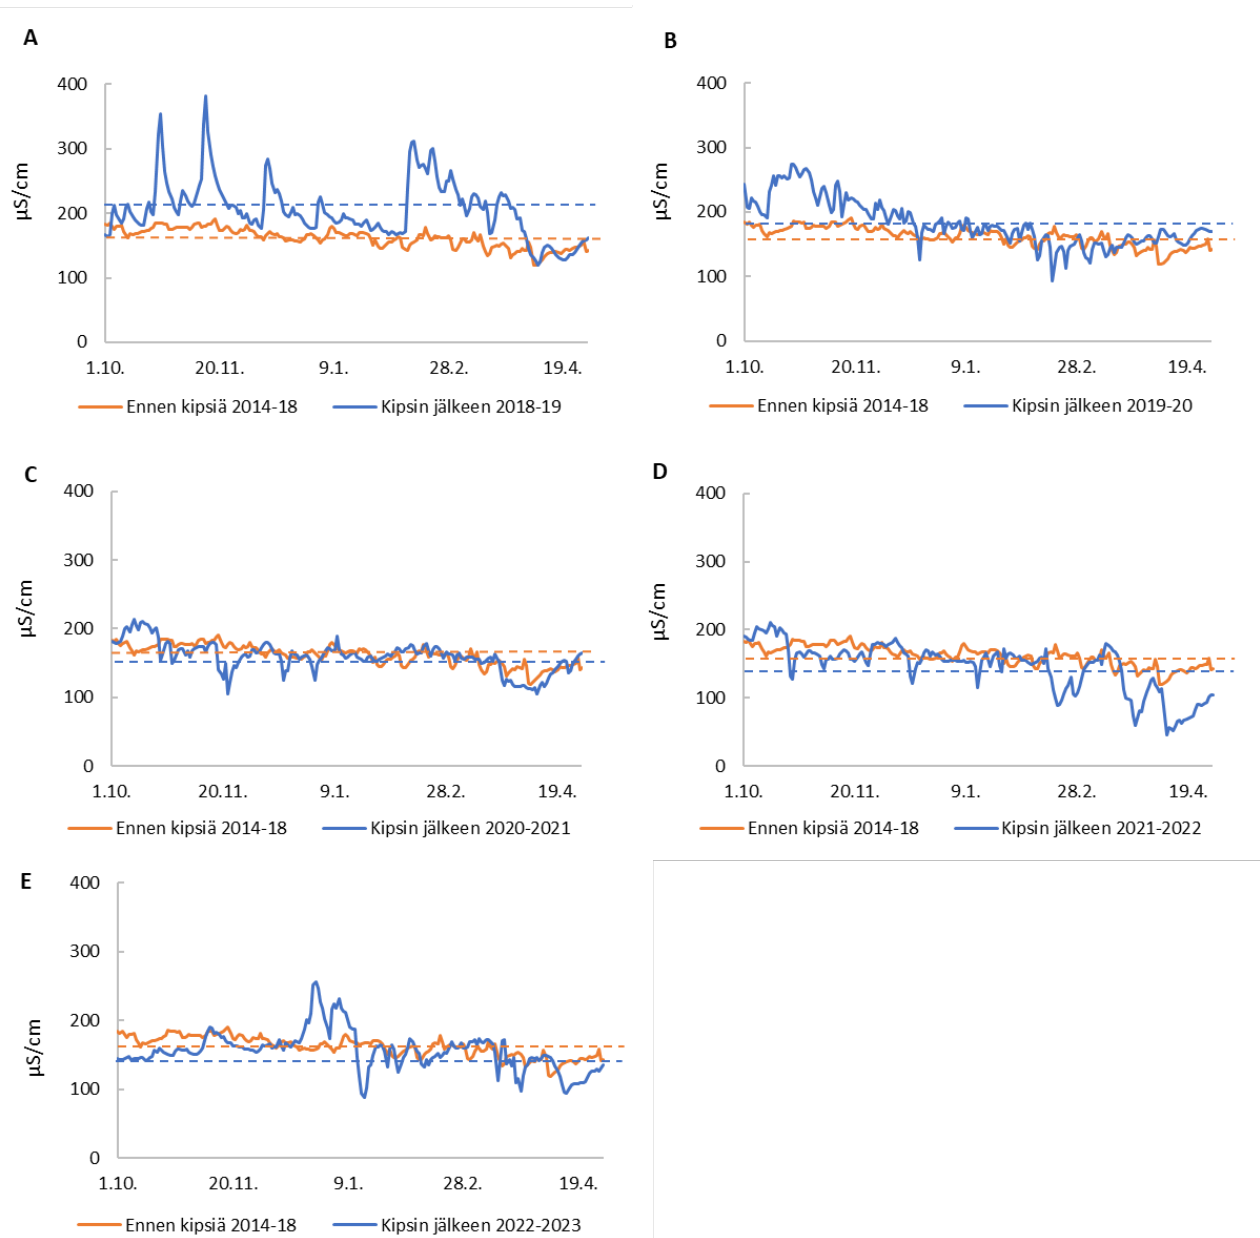 A
µS/cm
400
300
200
100
0
1.10. 20.11. 9.1. 28.2. 19.4.
Ennen kipsiä 2014-18 Kipsin jälkeen 2018-19
B
µS/cm
400
300
200
100
0
1.10. 20.11. 9.1. 28.2. 19.4.
Ennen kipsiä 2014-18 Kipsin jälkeen 2019-20
C
µS/cm
400
300
200
100
0
1.10. 20.11. 9.1. 28.2. 19.4.
Ennen kipsiä 2014-18 Kipsin jälkeen 2020-2021
D
µS/cm
400
300
200
100
0
1.10. 20.11. 9.1. 28.2. 19.4.
Ennen kipsiä 2014-18 Kipsin jälkeen 2021-2022
E
µS/cm
400
300
200
100
0
1.10. 20.11. 9.1. 28.2. 19.4.
Ennen kipsiä 2014-18 Kipsin jälkeen 2022-2023